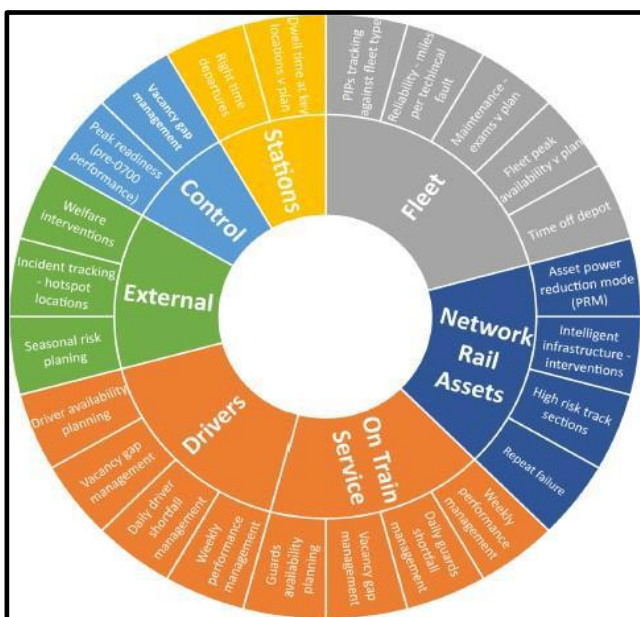 Fleet
PIPs tracking
against fleet type
Reliability - miles
per techincal
fault
Maintenance -
exams v plan
Fleet peak
availability v plan
Time off depot
Network
Rail
Assets
Asset power
reduction mode
(PRM)
Intelligent
infrastructure -
interventions
High risk track
sections
Repeat failure
On Train
Service
Weekly
performance
management
Daily guards
shortfall
management
Vacancy gap
management
Guards
availability
planning
Drivers
Weekly
performance
management
Daily driver
shortfall
management
Vacancy gap
management
Driver availability
planning
External
Seasonal risk
planing
Incident tracking
- hotspot
locations
Welfare
interventions
Control
Peak readiness
(pre-0700
performance)
Vacancy gap
management
Stations
Right time
departures
Dwell time at key
locations v plan